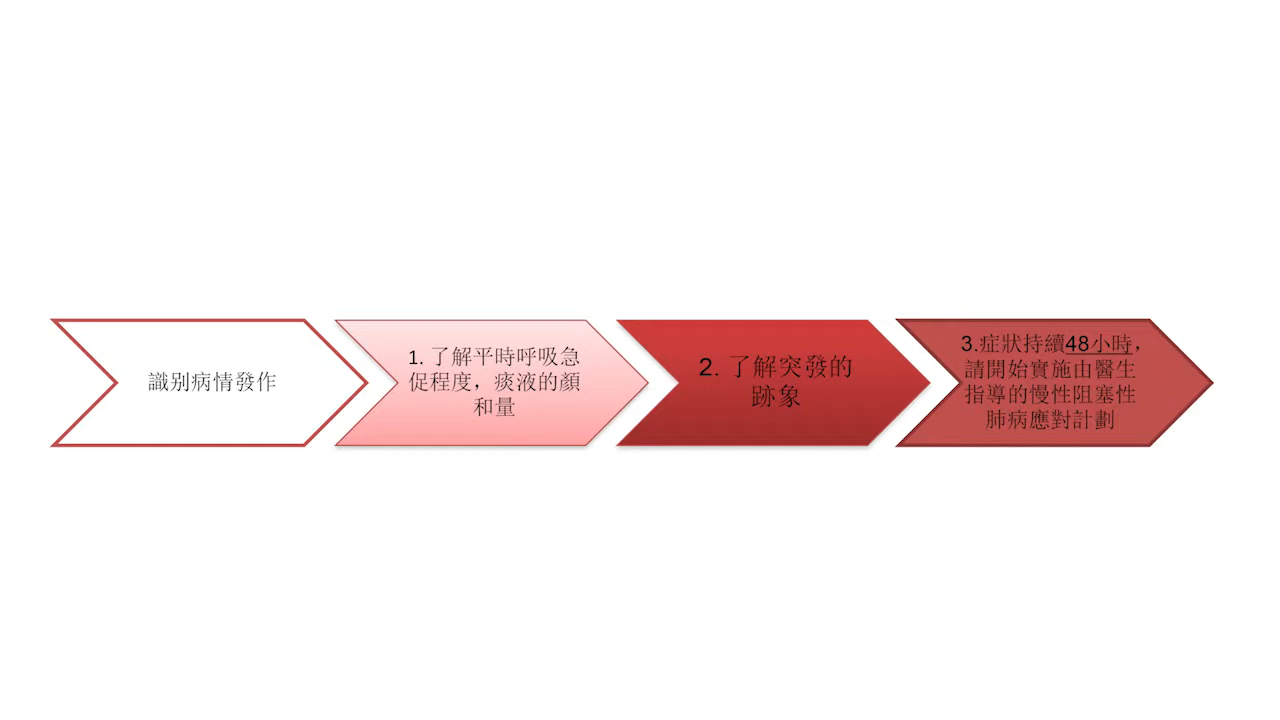 識别病情發作
1. 了解平時呼吸急
促程度，痰液的顏
和量
2. 了解突發的
跡象
3.症狀持續48小時，
請開始實施由醫生
指導的慢性阻塞性
肺病應對計劃